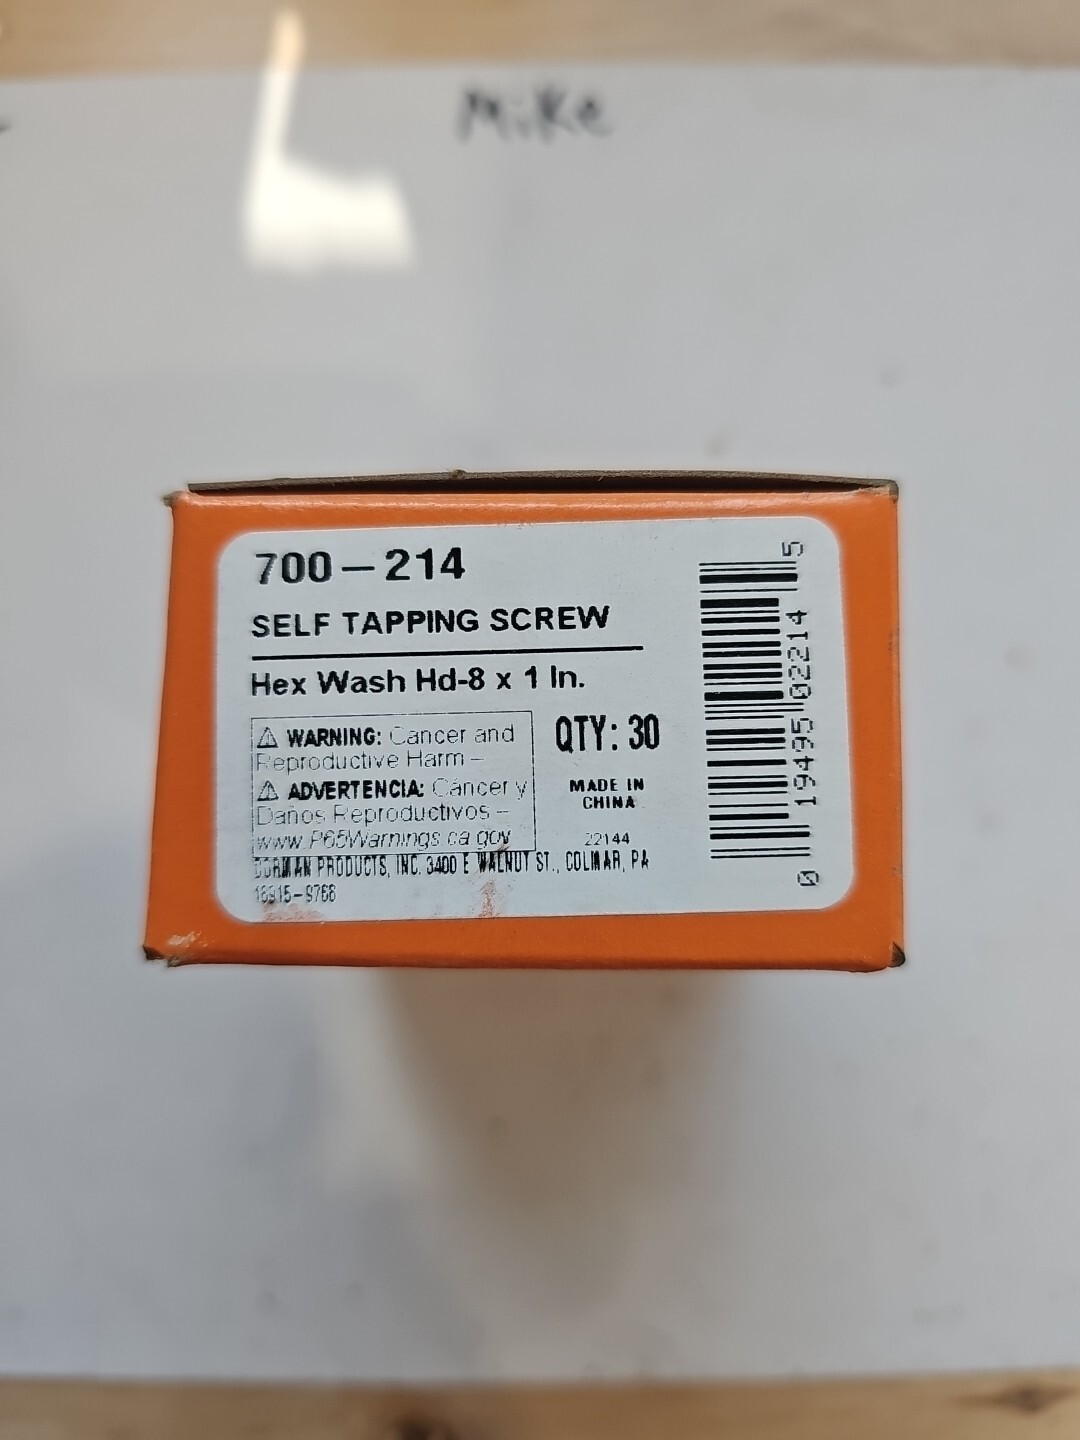 Mike
700-214
SELF TAPPING SCREW
Hex Wash Hd-8 x 1 In.
⚠ WARNING: Cancer and
Reproductive Harm –
⚠ ADVERTENCIA: Cáncer y
Daños Reproductivos –
www.P65Warnings.ca.gov
QTY: 30
MADE IN
CHINA
22144
DORMAN PRODUCTS, INC. 3400 E WALNUT ST., COLMAR, PA
18915-9768
0 19495 02214 5